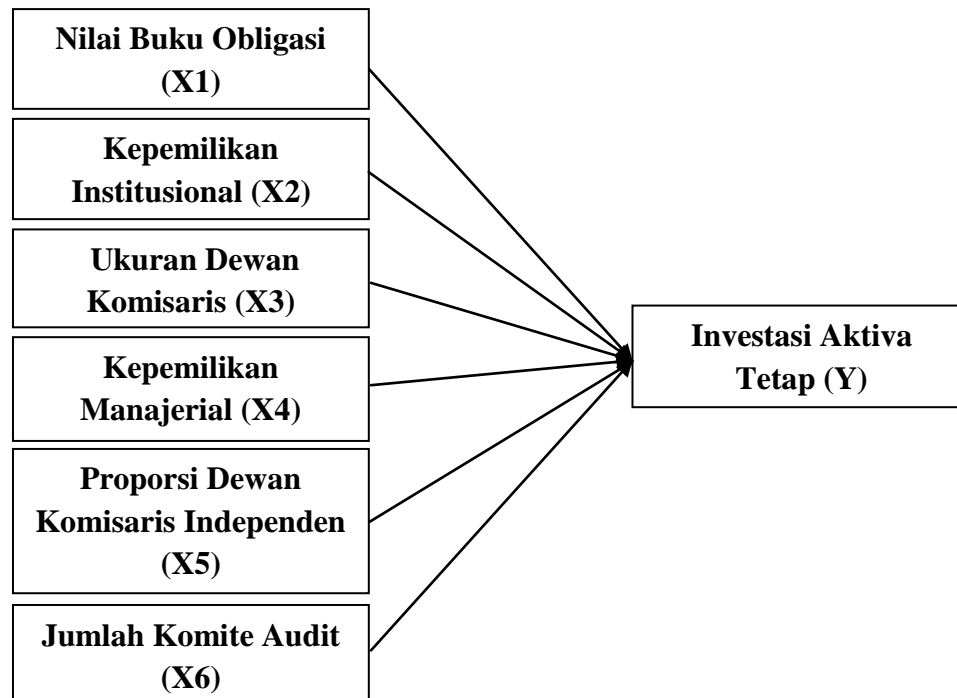 Nilai Buku Obligasi
(X1)
Kepemilikan
Institusional (X2)
Ukuran Dewan
Komisaris (X3)
Kepemilikan
Manajerial (X4)
Proporsi Dewan
Komisaris Independen
(X5)
Jumlah Komite Audit
(X6)
Investasi Aktiva
Tetap (Y)